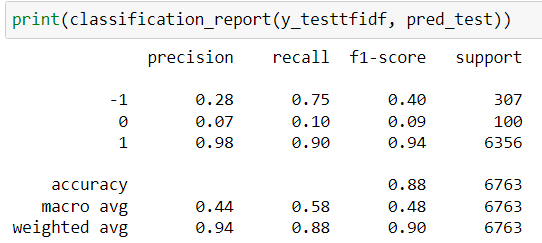 print(classification_report(y_testtfidf, pred_test))
precision recall f1-score support
-1 0.28 0.75 0.40 307
0 0.07 0.10 0.09 100
1 0.98 0.90 0.94 6356
accuracy 0.88 6763
macro avg 0.44 0.58 0.48 6763
weighted avg 0.94 0.88 0.90 6763